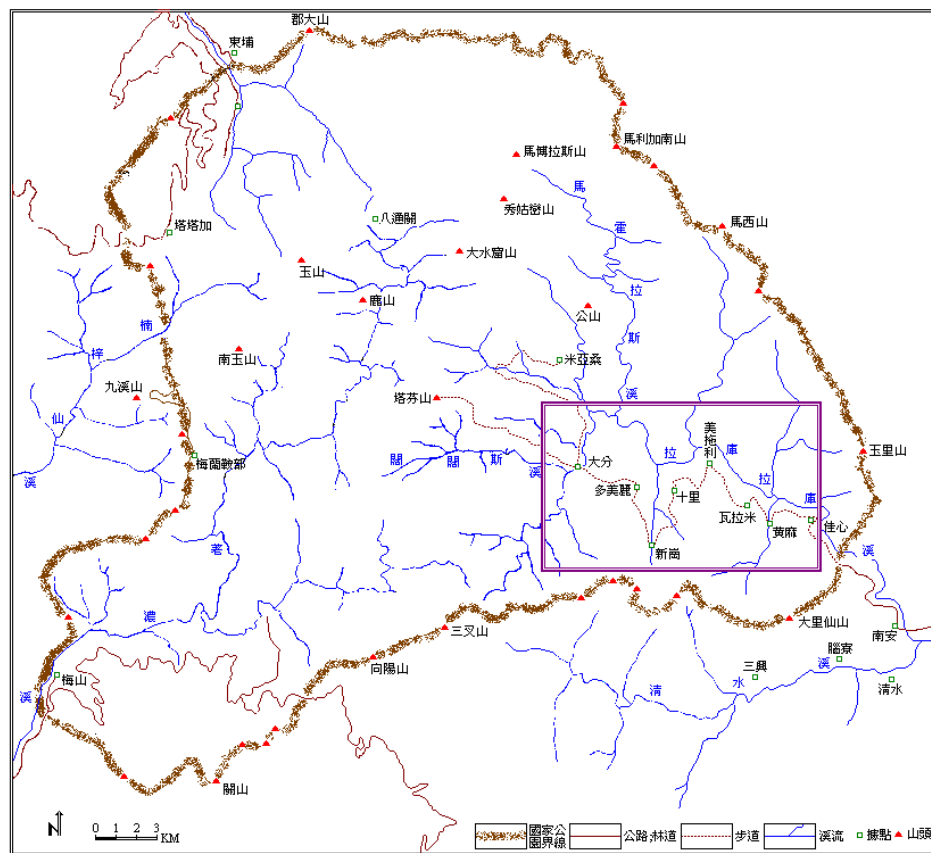 郡大山
東埔
馬利加南山
馬博拉斯山
秀姑巒山
馬
霍
拉
斯
溪
八通關
馬西山
塔塔加
大水窟山
玉山
鹿山
公山
楠
梓
仙
溪
南玉山
米亞桑
九溪山
塔芬山
美拖利
玉里山
梅蘭駐部
闊
闊
斯
溪
大分
拉
庫
拉
庫
溪
多美麗
十里
瓦拉米
黃麻
佳心
新崗
荖
濃
溪
三叉山
大里仙山
南安
向陽山
三興
腦寮
清
水
溪
清水
梅山
關山
N
0 1 2 3
KM
國家公園界線
公路;林道
步道
溪流
據點
山頭